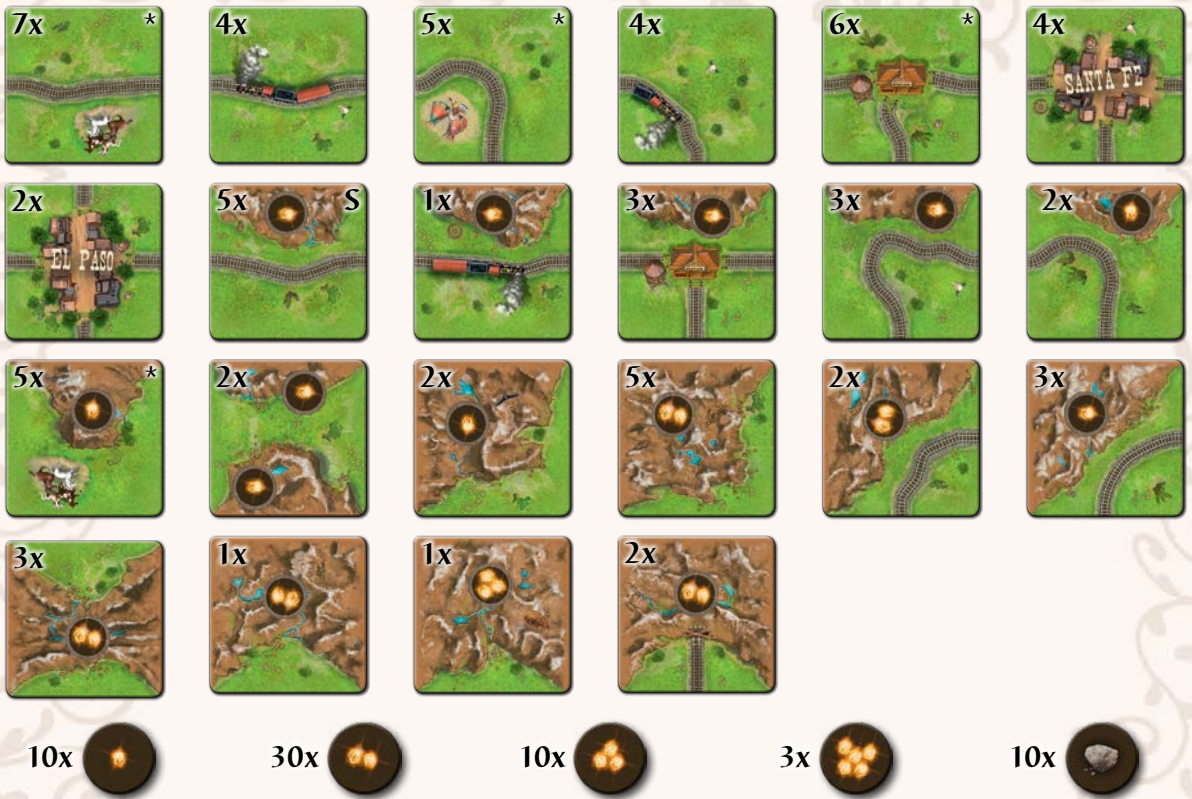 7x * 4x 5x * 4x 6x * 4x SANTA FE
2x EL PASO 5x S 1x 3x 3x 2x
5x * 2x 2x 5x 2x 3x
3x 1x 1x 2x
10x 30x 10x 3x 10x